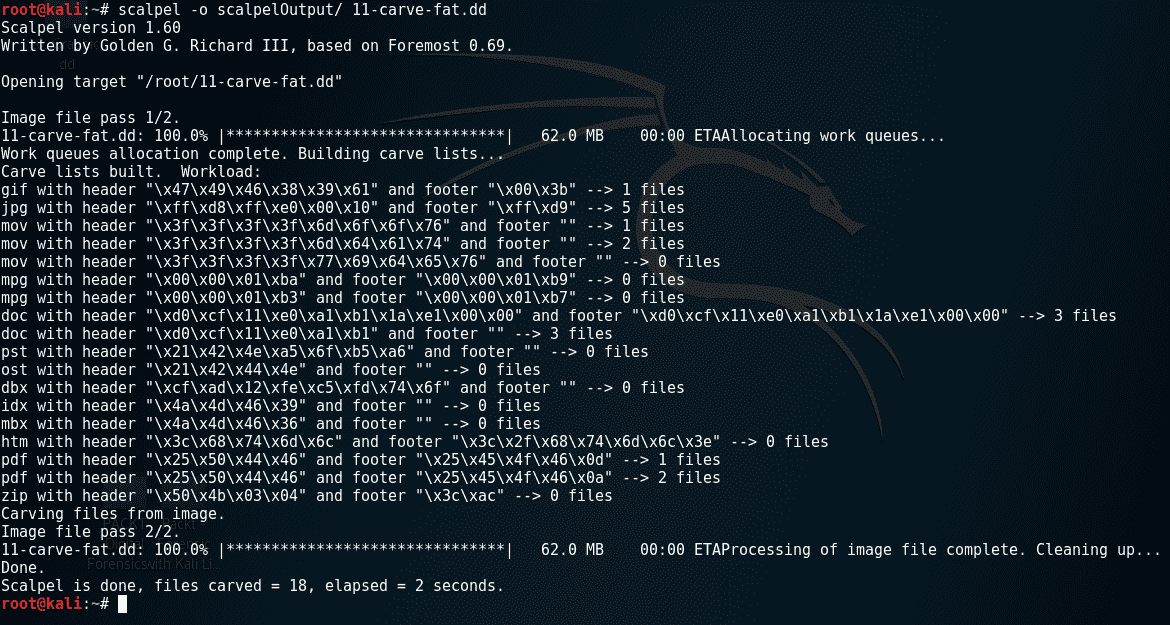 root@kali:~# scalpel -o scalpelOutput/ 11-carve-fat.dd
Scalpel version 1.60
Written by Golden G. Richard III, based on Foremost 0.69.
dd
Opening target "/root/11-carve-fat.dd"
Image file pass 1/2.
11-carve-fat.dd: 100.0% |*******************************|   62.0 MB    00:00 ETAAllocating work queues...
Work queues allocation complete. Building carve lists...
Carve lists built.  Workload:
gif with header "\x47\x49\x46\x38\x39\x61" and footer "\x00\x3b" --> 1 files
jpg with header "\xff\xd8\xff\xe0\x00\x10" and footer "\xff\xd9" --> 5 files
mov with header "\x3f\x3f\x3f\x3f\x6d\x6f\x6f\x76" and footer "" --> 1 files
mov with header "\x3f\x3f\x3f\x3f\x6d\x64\x61\x74" and footer "" --> 2 files
mov with header "\x3f\x3f\x3f\x3f\x77\x69\x64\x65\x76" and footer "" --> 0 files
mpg with header "\x00\x00\x01\xba" and footer "\x00\x00\x01\xb9" --> 0 files
mpg with header "\x00\x00\x01\xb3" and footer "\x00\x00\x01\xb7" --> 0 files
doc with header "\xd0\xcf\x11\xe0\xa1\xb1\x1a\xe1\x00\x00" and footer "\xd0\xcf\x11\xe0\xa1\xb1\x1a\xe1\x00\x00" --> 3 files
doc with header "\xd0\xcf\x11\xe0\xa1\xb1" and footer "" --> 3 files
pst with header "\x21\x42\x4e\xa5\x6f\xb5\xa6" and footer "" --> 0 files
ost with header "\x21\x42\x44\x4e" and footer "" --> 0 files
dbx with header "\xcf\xad\x12\xfe\xc5\xfd\x74\x6f" and footer "" --> 0 files
idx with header "\x4a\x4d\x46\x39" and footer "" --> 0 files
mbx with header "\x4a\x4d\x46\x36" and footer "" --> 0 files
htm with header "\x3c\x68\x74\x6d\x6c" and footer "\x3c\x2f\x68\x74\x6d\x6c\x3e" --> 0 files
pdf with header "\x25\x50\x44\x46" and footer "\x25\x45\x4f\x46\x0d" --> 1 files
pdf with header "\x25\x50\x44\x46" and footer "\x25\x45\x4f\x46\x0a" --> 2 files
zip with header "\x50\x4b\x03\x04" and footer "\x3c\xac" --> 0 files
Carving files from image.
Image file pass 2/2.
11-carve-fat.dd: 100.0% |*******************************|   62.0 MB    00:00 ETAProcessing of image file complete. Cleaning up...
Forensicswith Kali Li...
Done.
Scalpel is done, files carved = 18, elapsed = 2 seconds.
root@kali:~#